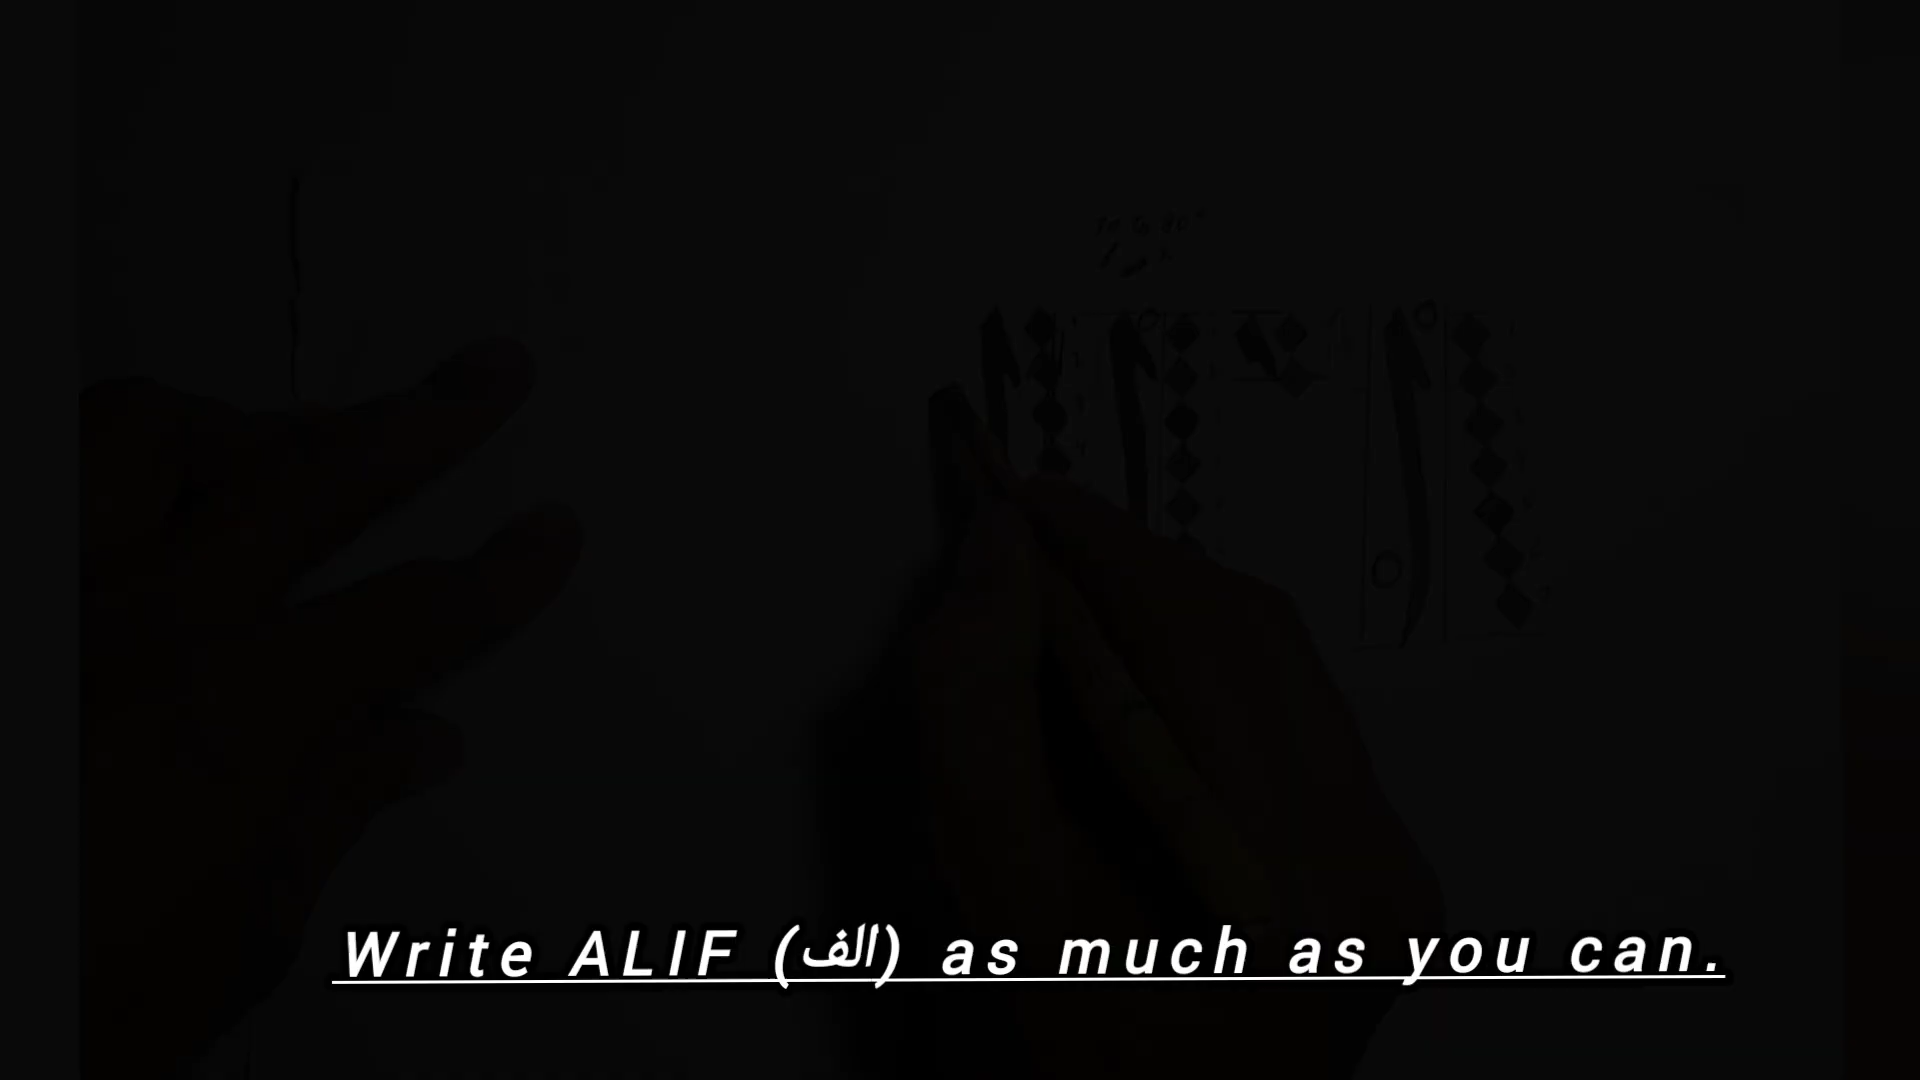 Write ALIF (الف) as much as you can.